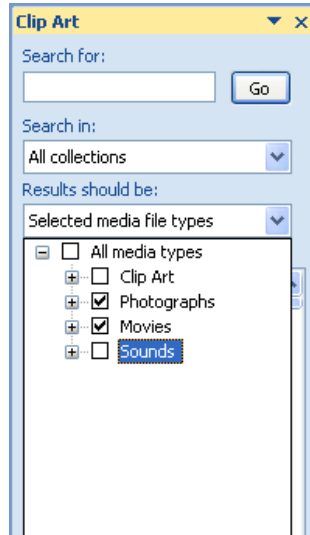 Clip Art
Search for:
Go
Search in:
All collections
Results should be:
Selected media file types
All media types
Clip Art
Photographs
Movies
Sounds